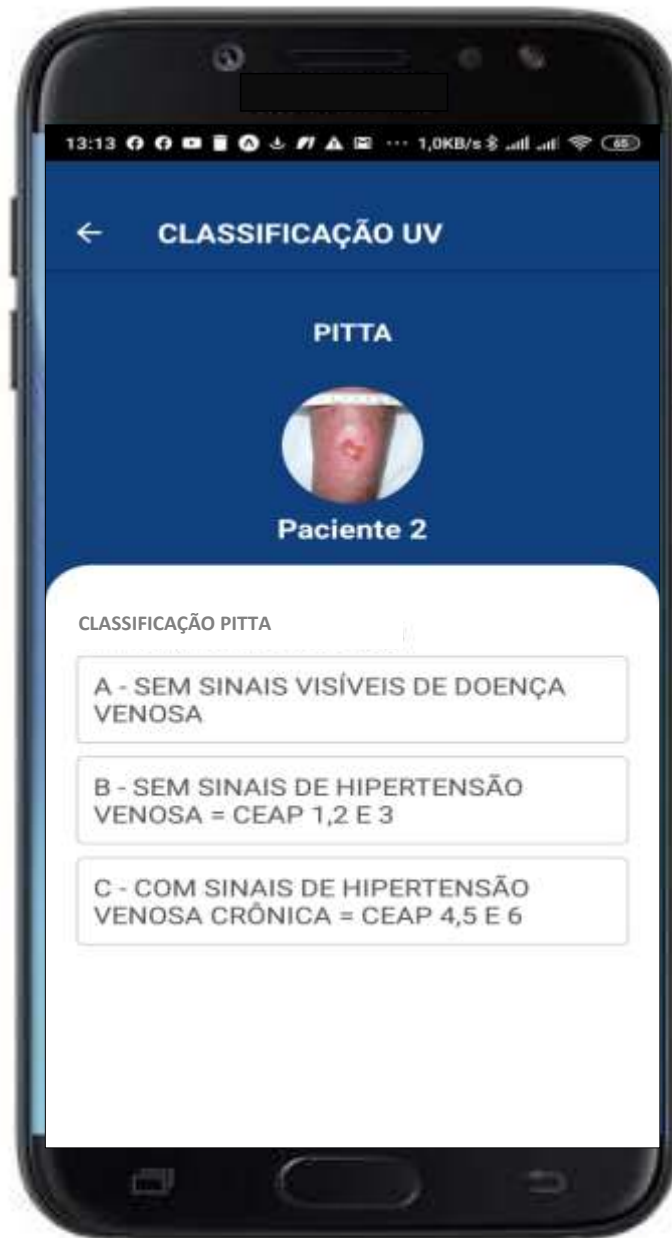 13:13 ... 1,0KB/s 65
CLASSIFICAÇÃO UV
PITTA
Paciente 2
CLASSIFICAÇÃO PITTA
A - SEM SINAIS VISÍVEIS DE DOENÇA
VENOSA
B - SEM SINAIS DE HIPERTENSÃO
VENOSA = CEAP 1,2 E 3
C - COM SINAIS DE HIPERTENSÃO
VENOSA CRÔNICA = CEAP 4,5 E 6